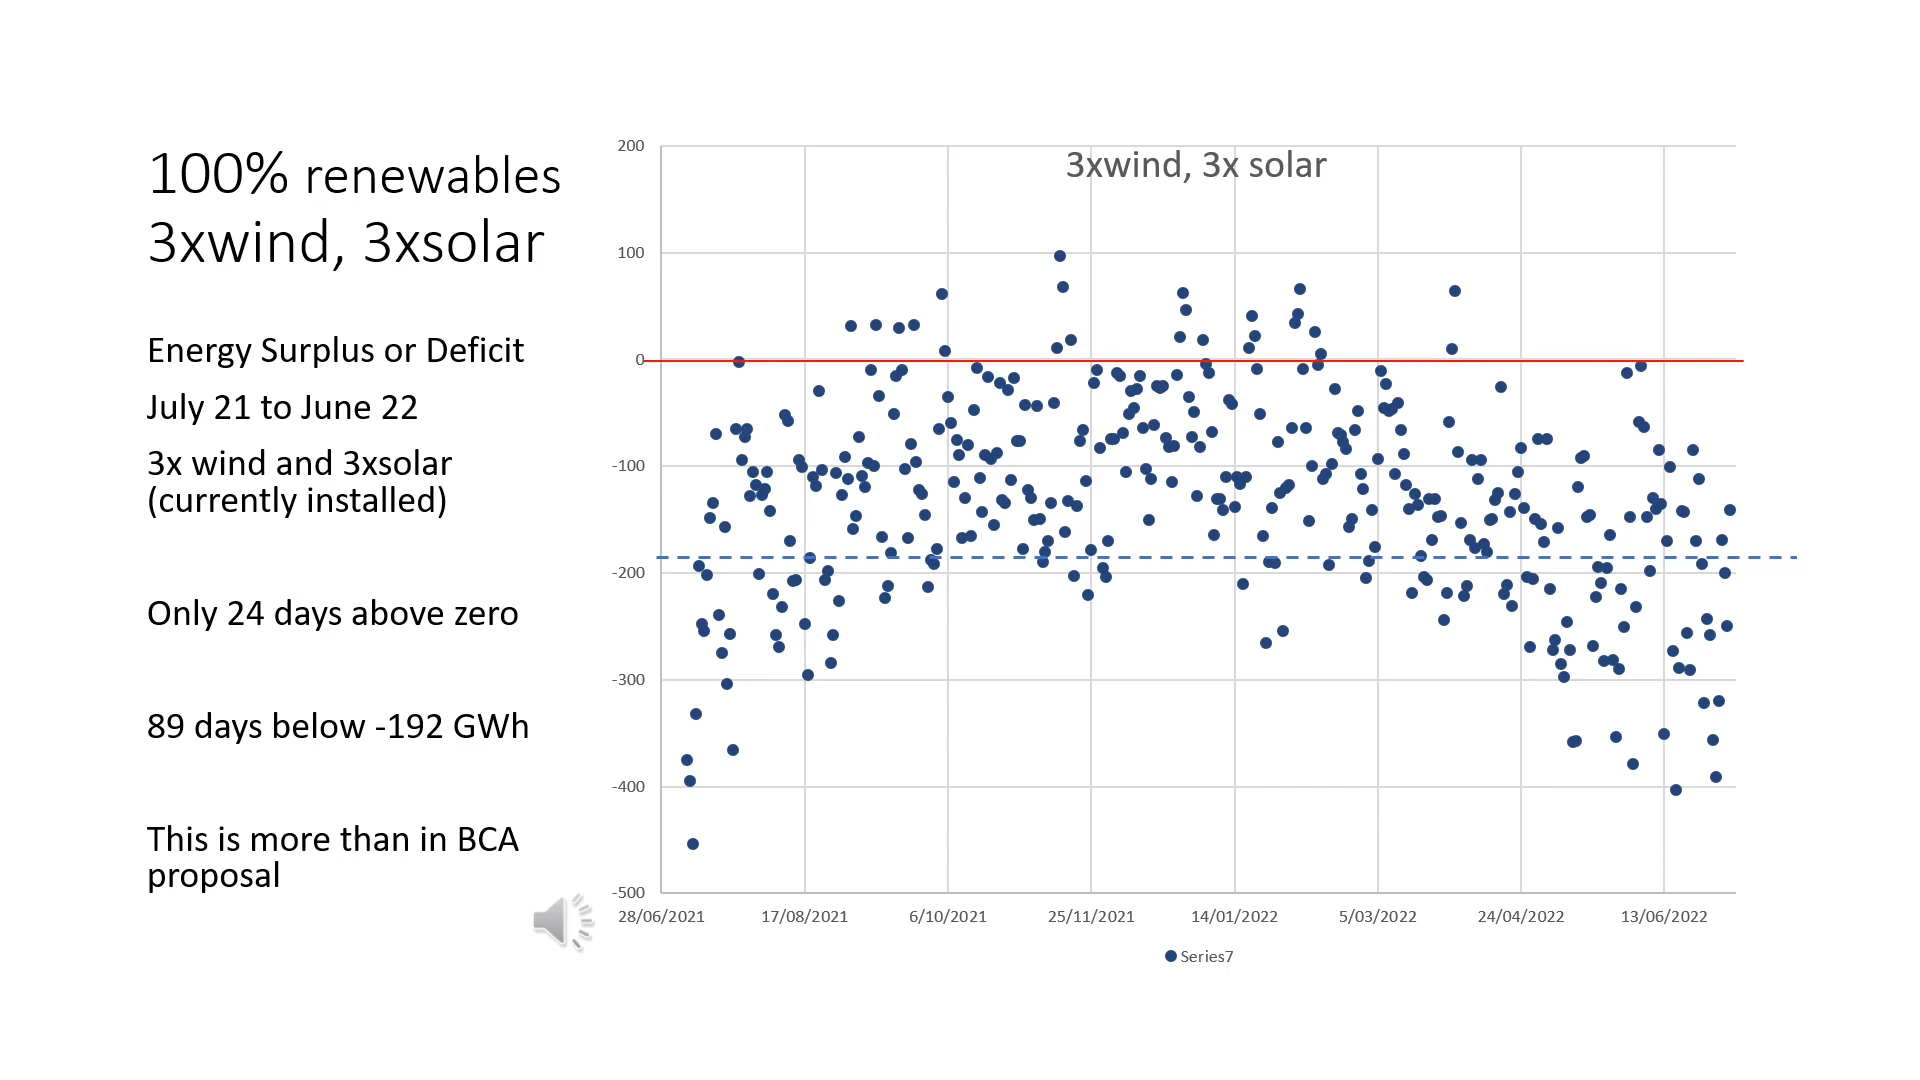 100% renewables
3xwind, 3xsolar
Energy Surplus or Deficit
July 21 to June 22
3x wind and 3xsolar
(currently installed)
Only 24 days above zero
89 days below -192 GWh
This is more than in BCA
proposal
3xwind, 3x solar
200
100
0
-100
-200
-300
-400
-500
28/06/2021 17/08/2021 6/10/2021 25/11/2021 14/01/2022 5/03/2022 24/04/2022 13/06/2022
Series7